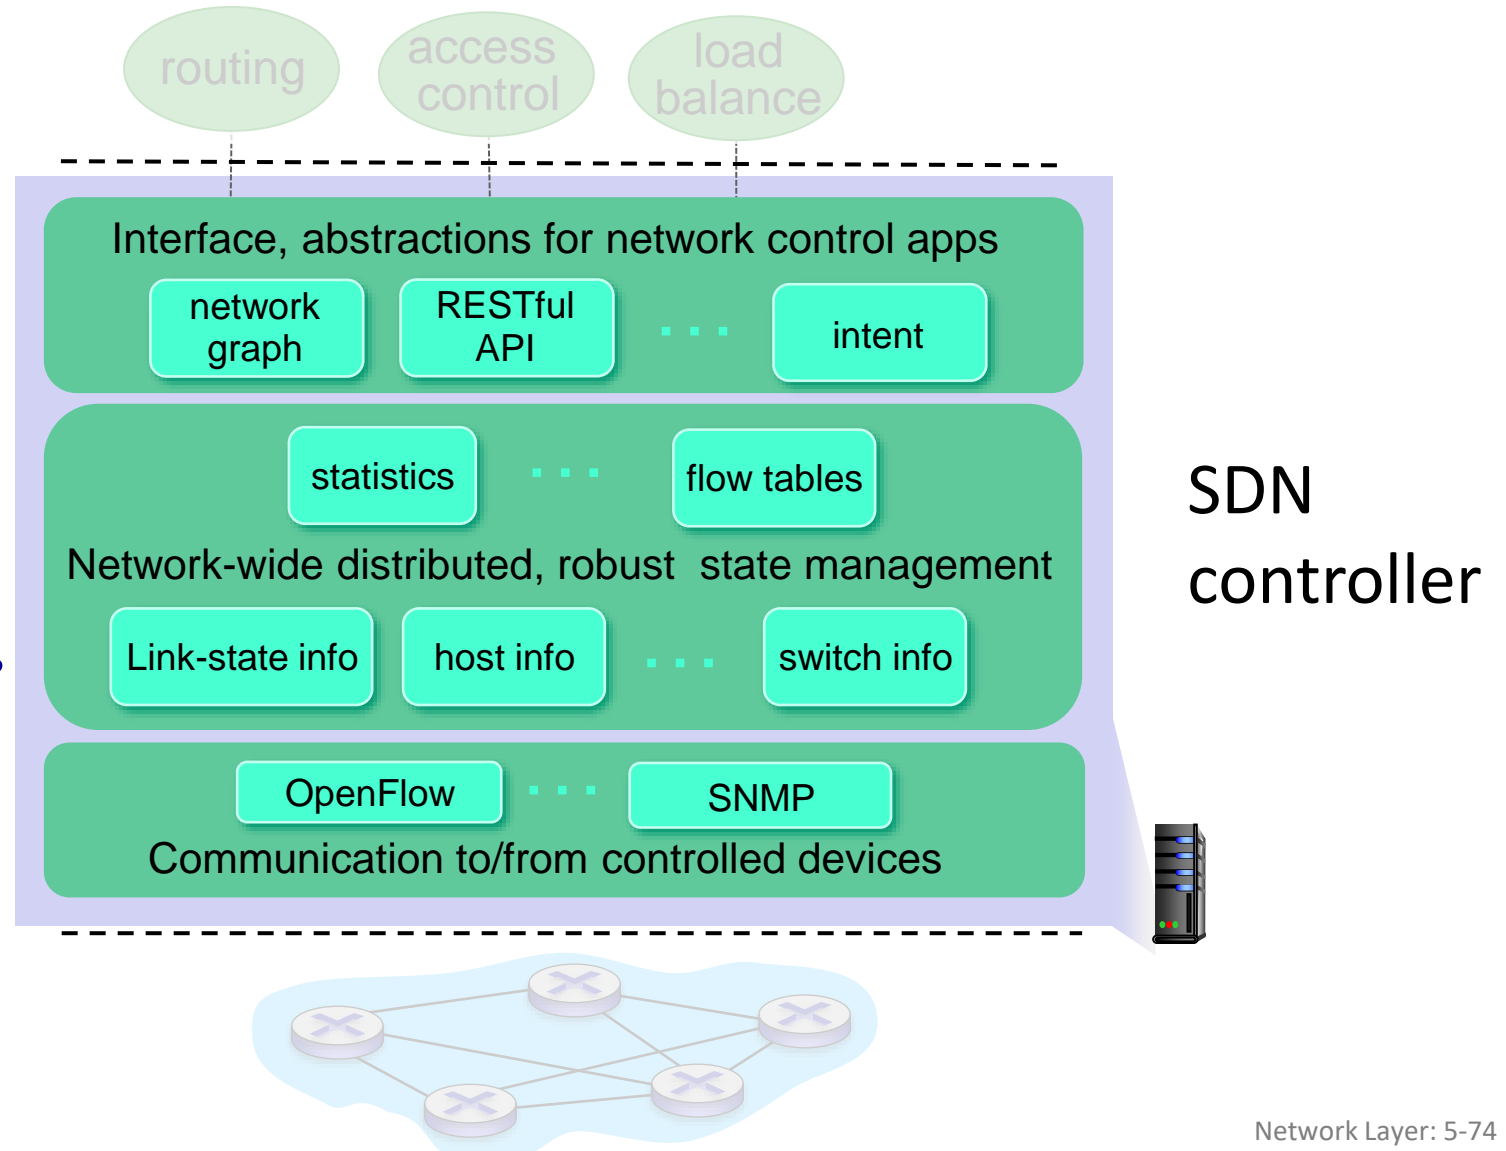 routing
access
control
load
balance
Interface, abstractions for network control apps
network
graph
RESTful
API
. . .
intent
statistics
. . .
flow tables
Network-wide distributed, robust  state management
Link-state info
host info
. . .
switch info
OpenFlow
. . .
SNMP
Communication to/from controlled devices
SDN
controller
Network Layer: 5-74